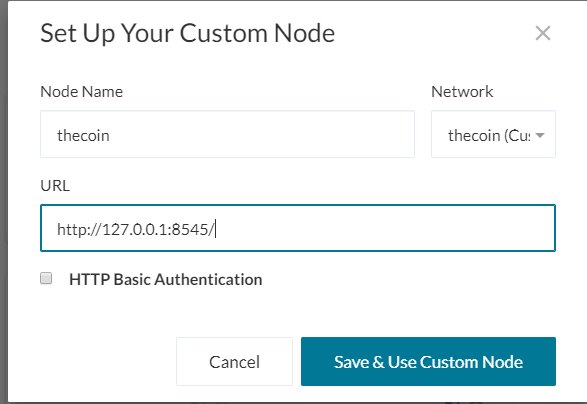 Set Up Your Custom Node
Node Name
Network
thecoin
thecoin (Cus
URL
http://127.0.0.1:8545/
HTTP Basic Authentication
Cancel
Save & Use Custom Node